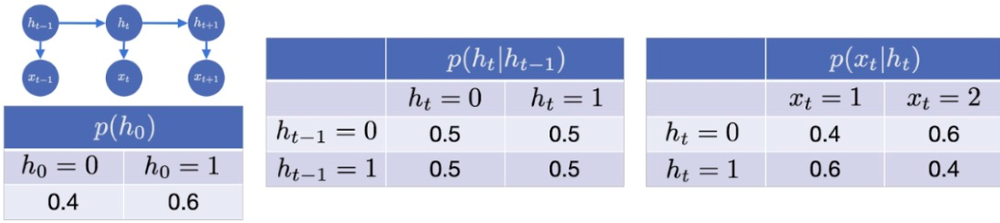 h_{t-1} h_t h_{t+1}
x_{t-1} x_t x_{t+1}
p(h_0)
h_0 = 0 h_0 = 1
0.4 0.6
p(h_t|h_{t-1})
h_t = 0 h_t = 1
h_{t-1} = 0 0.5 0.5
h_{t-1} = 1 0.5 0.5
p(x_t|h_t)
x_t = 1 x_t = 2
h_t = 0 0.4 0.6
h_t = 1 0.6 0.4